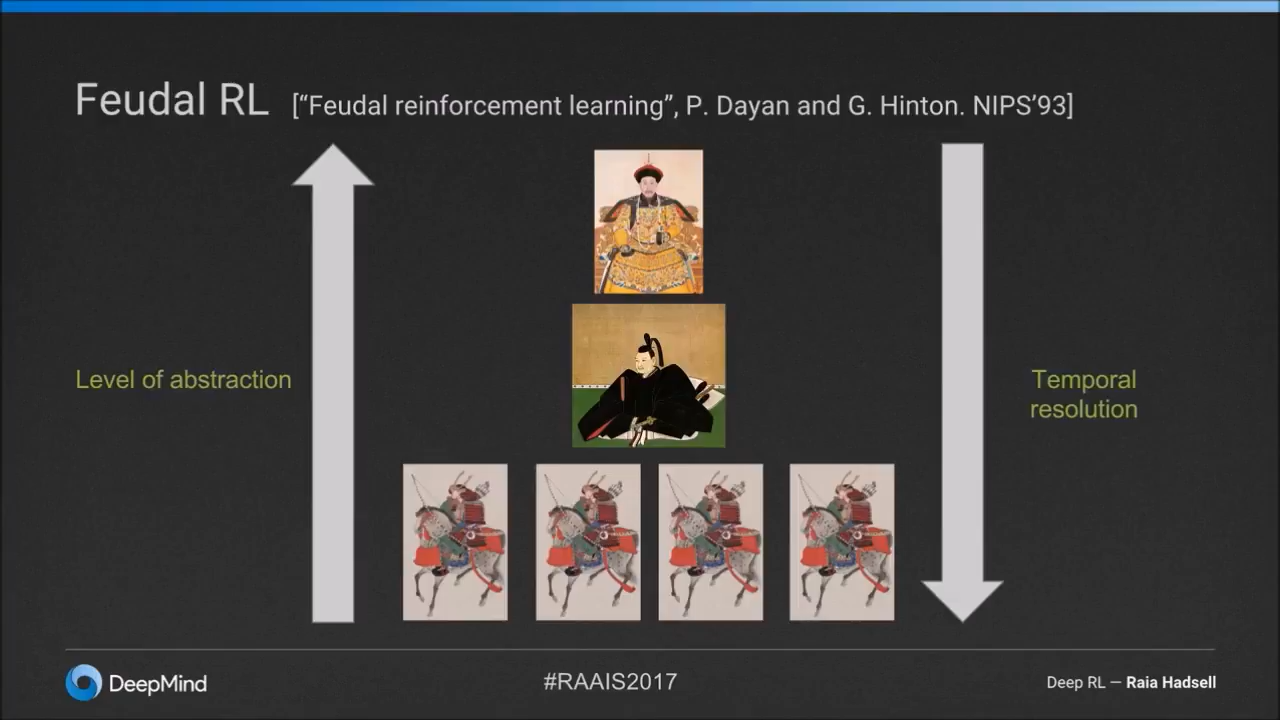 Feudal RL [“Feudal reinforcement learning”, P. Dayan and G. Hinton. NIPS’93]
Level of abstraction
Temporal
resolution
DeepMind
#RAAIS2017
Deep RL — Raia Hadsell